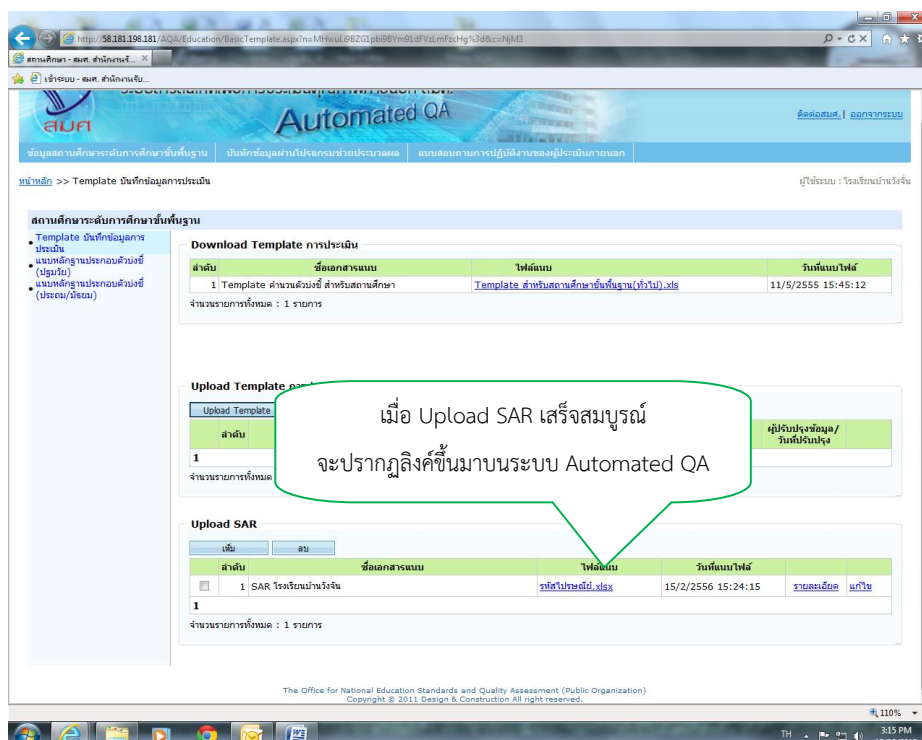 http://58.181.198.181/AQA/Education/BasicTemplate.aspx?n=MHwuLi9BZG1pbi9BYm91dFVzLmFzcHg%3d&lc=NjM3
สถานศึกษา - สมศ. สำนักงานรั...
เข้าระบบ - สมศ. สำนักงานรับ...
สมศ
Automated QA
ติดต่อสมศ. | ออกจากระบบ
ข้อมูลสถานศึกษาระดับการศึกษาขั้นพื้นฐาน บันทึกข้อมูลผ่านโปรแกรมช่วยประมวลผล แบบสอบถามการปฏิบัติงานของผู้ประเมินภายนอก
หน้าหลัก >> Template บันทึกข้อมูลการประเมิน
ผู้ใช้ระบบ : โรงเรียนบ้านวังจั่น
สถานศึกษาระดับการศึกษาขั้นพื้นฐาน
Template บันทึกข้อมูลการ
ประเมิน
แนบหลักฐานประกอบตัวบ่งชี้
(ปฐมวัย)
แนบหลักฐานประกอบตัวบ่งชี้
(ประถม/มัธยม)
Download Template การประเมิน
ลำดับ ชื่อเอกสารแนบ ไฟล์แนบ วันที่แนบไฟล์
1 Template คำนวณตัวบ่งชี้ สำหรับสถานศึกษา Template สำหรับสถานศึกษาขั้นพื้นฐาน(ทั่วไป).xls 11/5/2555 15:45:12
จำนวนรายการทั้งหมด : 1 รายการ
Upload Template
Upload Template
ลำดับ ผู้ปรับปรุงข้อมูล/
วันที่ปรับปรุง
1
จำนวนรายการทั้งหมด
เมื่อ Upload SAR เสร็จสมบูรณ์
จะปรากฏลิงค์ขึ้นมาบนระบบ Automated QA
Upload SAR
เพิ่ม ลบ
ลำดับ ชื่อเอกสารแนบ ไฟล์แนบ วันที่แนบไฟล์
1 SAR โรงเรียนบ้านวังจั่น รหัสไปรษณีย์.xlsx 15/2/2556 15:24:15 รายละเอียด แก้ไข
1
จำนวนรายการทั้งหมด : 1 รายการ
The Office for National Education Standards and Quality Assessment (Public Organization)
Copyright © 2011 Design & Construction All right reserved.
110%
TH
3:15 PM